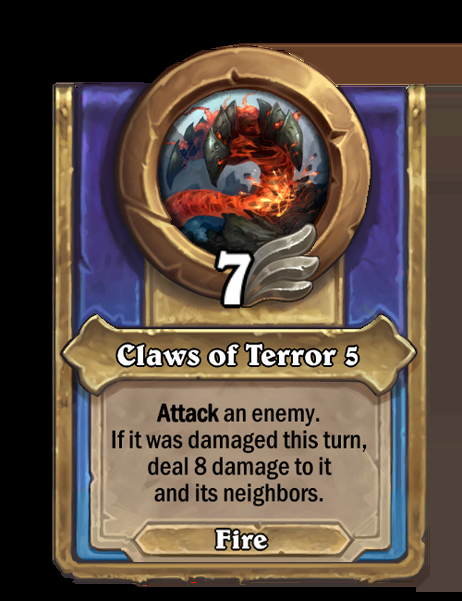 7
Claws of Terror 5
Attack an enemy.
If it was damaged this turn,
deal 8 damage to it
and its neighbors.
Fire